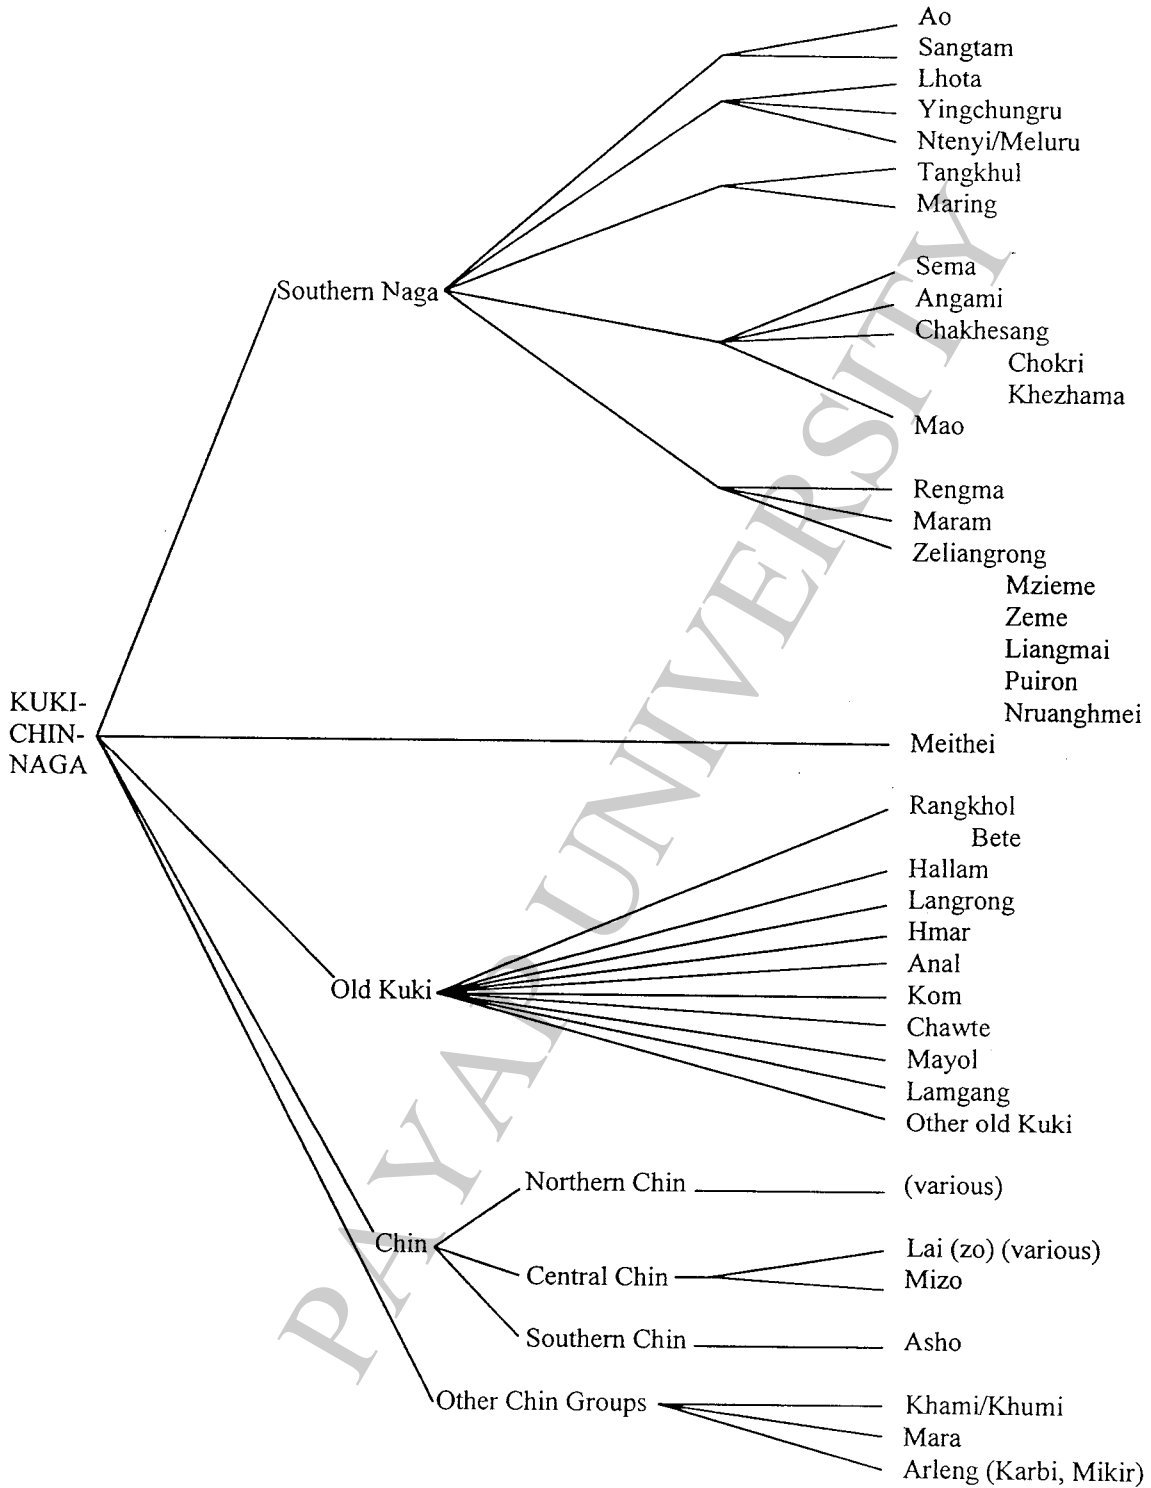 Ao
Sangtam
Lhota
Yingchungru
Ntenyi/Meluru
Tangkhul
Maring
Sema
Southern Naga
Angami
Chakhesang
Chokri
Khezhama
Mao
Rengma
Maram
Zeliangrong
Mzieme
Zeme
Liangmai
Puiron
Nruanghmei
KUKI-
CHIN-
NAGA
Meithei
Rangkhol
Bete
Hallam
Langrong
Hmar
Anal
Old Kuki
Kom
Chawte
Mayol
Lamgang
Other old Kuki
Northern Chin
(various)
Chin
Lai (zo) (various)
Central Chin
Mizo
Southern Chin
Asho
Other Chin Groups
Khami/Khumi
Mara
Arleng (Karbi, Mikir)
PAYAP UNIVERSITY